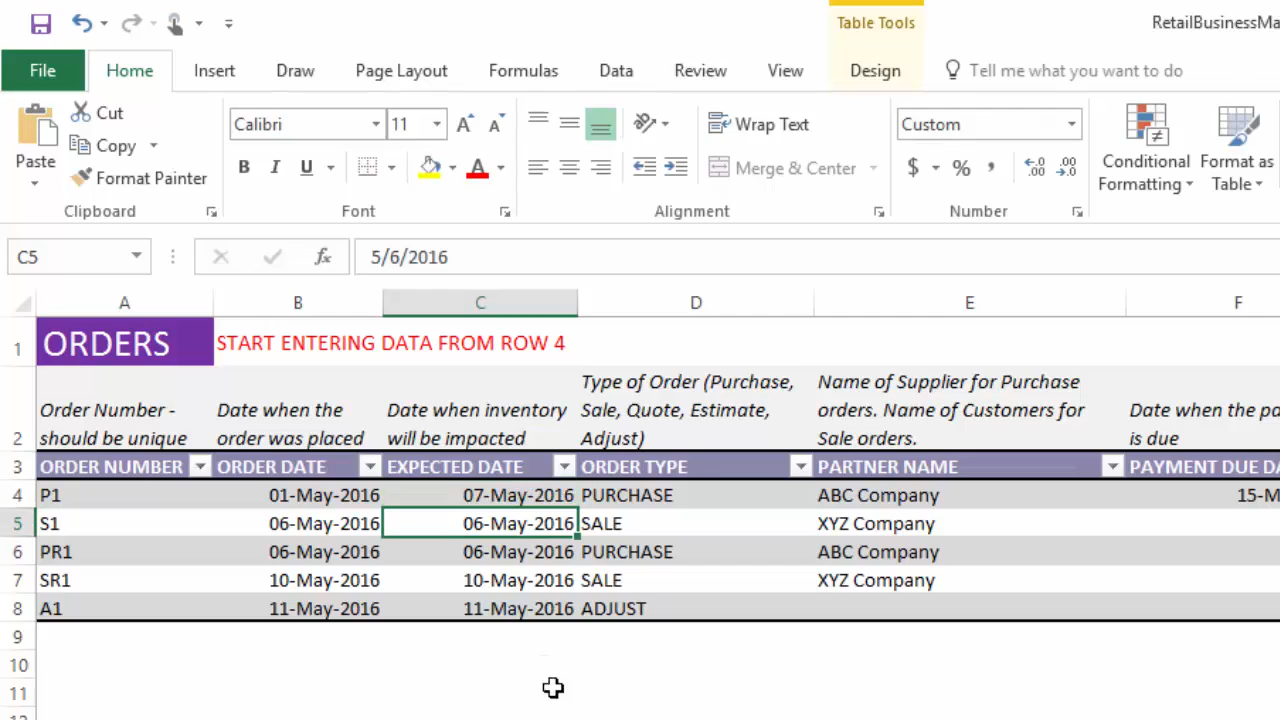 Table Tools
RetailBusinessMa
File Home Insert Draw Page Layout Formulas Data Review View Design Tell me what you want to do
Paste
Cut
Copy
Format Painter
Clipboard
Calibri 11 A A
B I U A
Font
Wrap Text
Merge & Center
Alignment
Custom
$ % , .0 .00 .00 .0
Number
Conditional Formatting
Format as Table
C5 fx 5/6/2016
A B C D E F
1 ORDERS START ENTERING DATA FROM ROW 4
2
Order Number -
should be unique
Date when the
order was placed
Date when inventory
will be impacted
Type of Order (Purchase,
Sale, Quote, Estimate,
Adjust)
Name of Supplier for Purchase
orders. Name of Customers for
Sale orders.
Date when the pa
is due
3 ORDER NUMBER ORDER DATE EXPECTED DATE ORDER TYPE PARTNER NAME PAYMENT DUE DA
4 P1 01-May-2016 07-May-2016 PURCHASE ABC Company 15-M
5 S1 06-May-2016 06-May-2016 SALE XYZ Company
6 PR1 06-May-2016 06-May-2016 PURCHASE ABC Company
7 SR1 10-May-2016 10-May-2016 SALE XYZ Company
8 A1 11-May-2016 11-May-2016 ADJUST
9
10
11